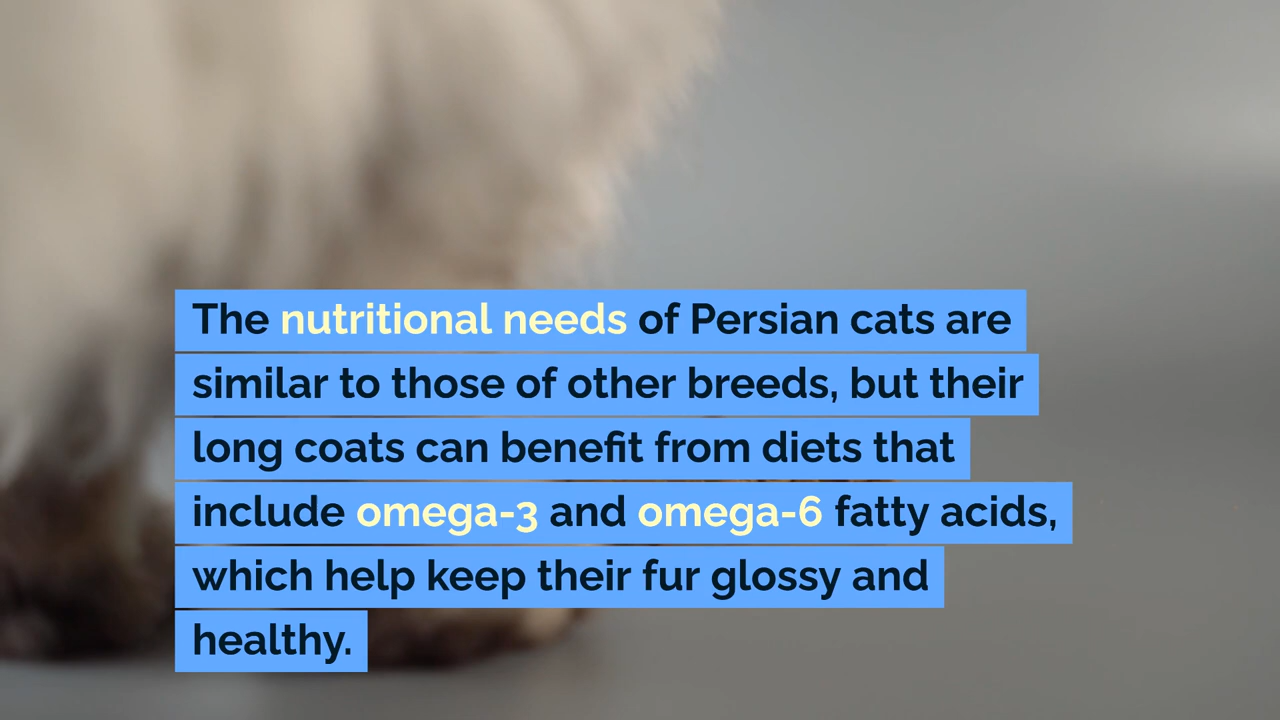 The nutritional needs of Persian cats are
similar to those of other breeds, but their
long coats can benefit from diets that
include omega-3 and omega-6 fatty acids,
which help keep their fur glossy and
healthy.